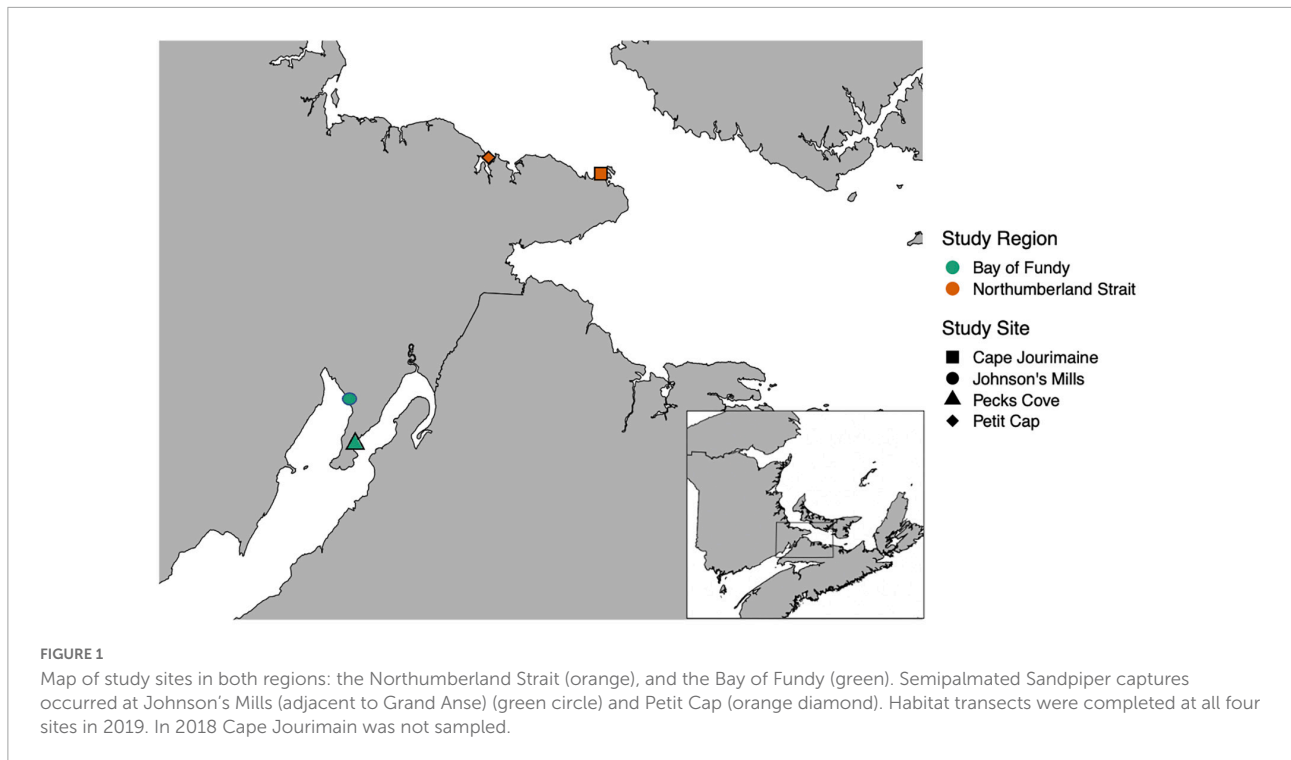 Study Region
Bay of Fundy
Northumberland Strait
Study Site
Cape Jourimaine
Johnson's Mills
Pecks Cove
Petit Cap
FIGURE 1
Map of study sites in both regions: the Northumberland Strait (orange), and the Bay of Fundy (green). Semipalmated Sandpiper captures
occurred at Johnson’s Mills (adjacent to Grand Anse) (green circle) and Petit Cap (orange diamond). Habitat transects were completed at all four
sites in 2019. In 2018 Cape Jourimain was not sampled.